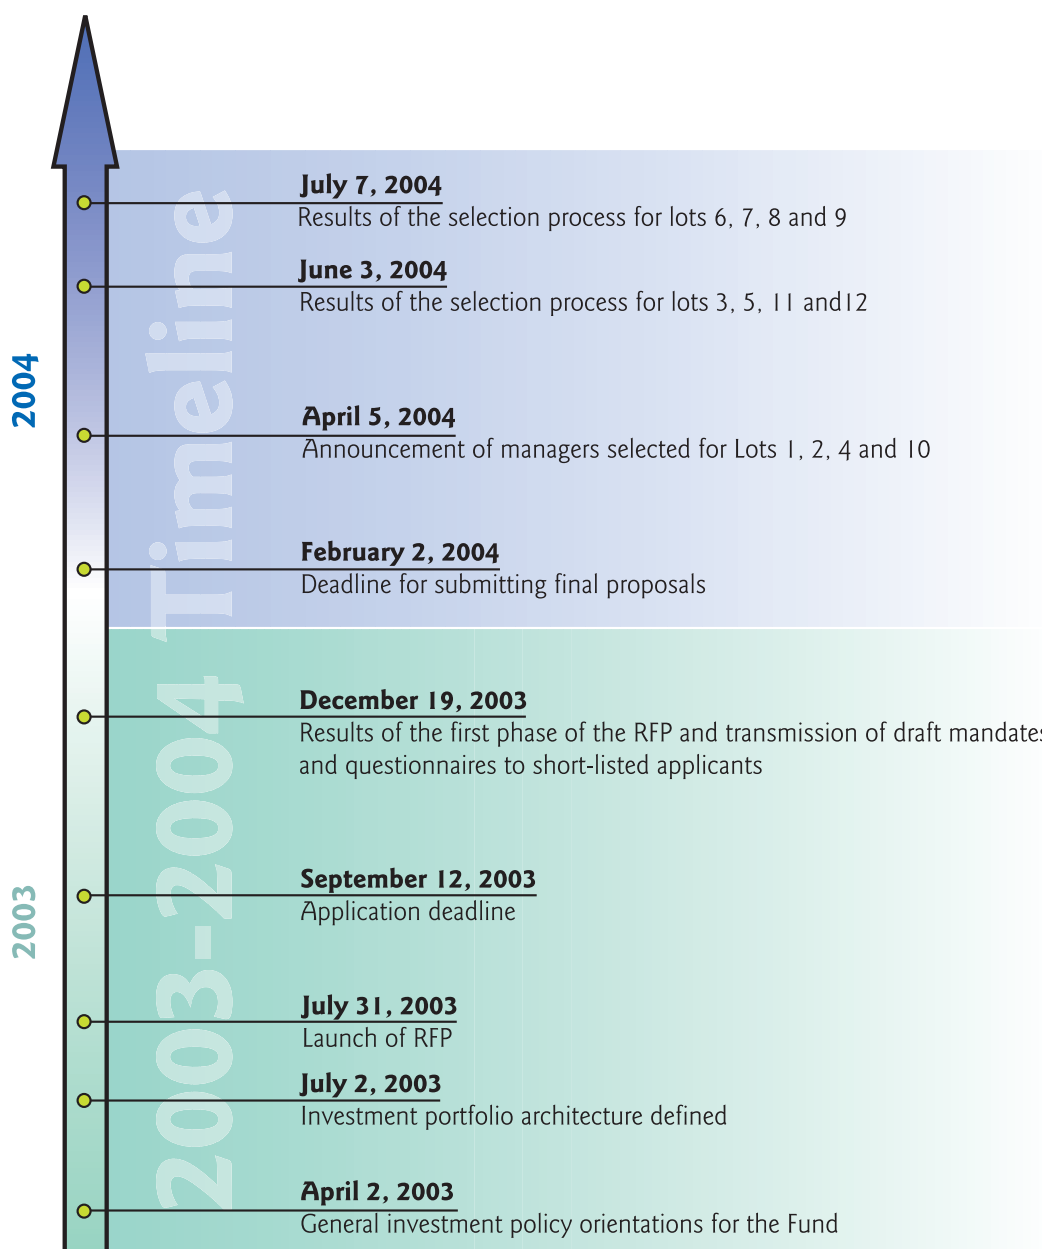 2003-2004 Timeline
2004
July 7, 2004
Results of the selection process for lots 6, 7, 8 and 9
June 3, 2004
Results of the selection process for lots 3, 5, 11 and12
April 5, 2004
Announcement of managers selected for Lots 1, 2, 4 and 10
February 2, 2004
Deadline for submitting final proposals
2003
December 19, 2003
Results of the first phase of the RFP and transmission of draft mandates
and questionnaires to short-listed applicants
September 12, 2003
Application deadline
July 31, 2003
Launch of RFP
July 2, 2003
Investment portfolio architecture defined
April 2, 2003
General investment policy orientations for the Fund